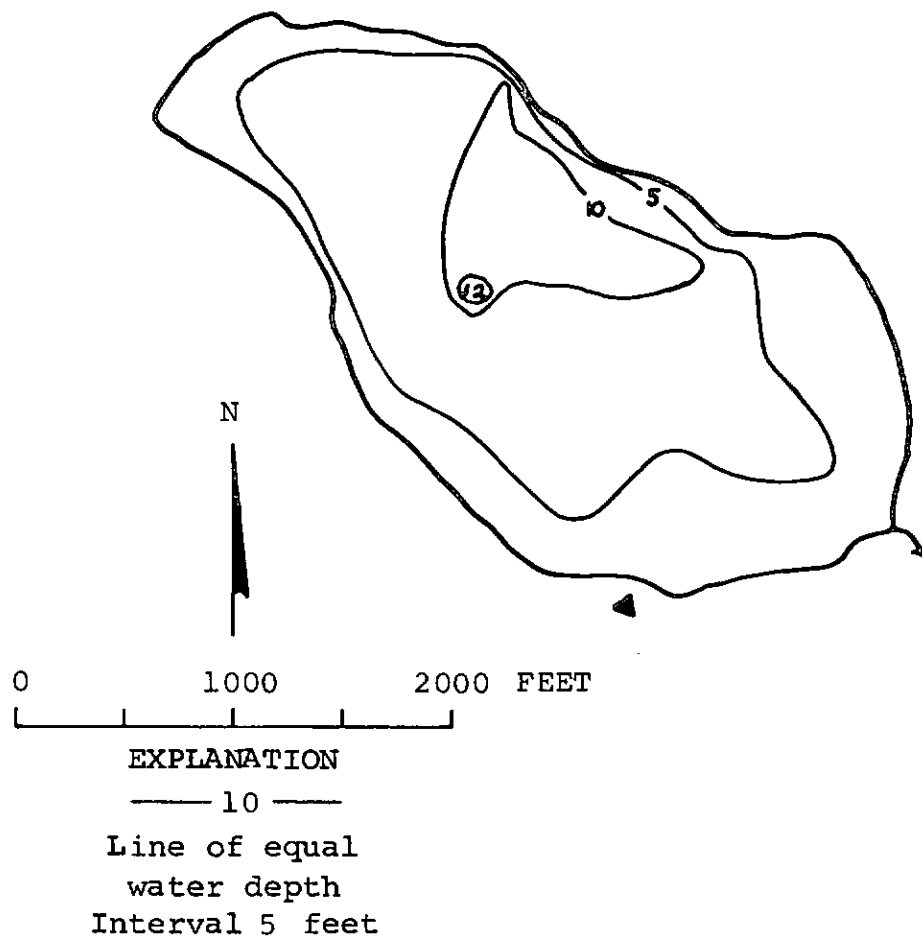 5
10
12
N
0 1000 2000 FEET
EXPLANATION
10
Line of equal
water depth
Interval 5 feet